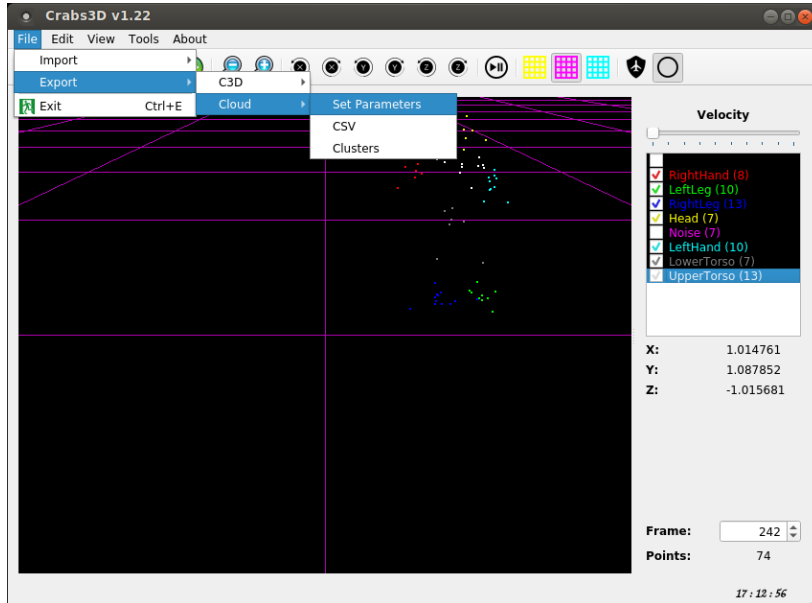 Crabs3D v1.22
File Edit View Tools About
Import
Export
Exit Ctrl+E
C3D
Cloud
Set Parameters
CSV
Clusters
X X Y Y Z Z
Velocity
RightHand (8)
LeftLeg (10)
RightLeg (13)
Head (7)
Noise (7)
LeftHand (10)
LowerTorso (7)
UpperTorso (13)
X: 1.014761
Y: 1.087852
Z: -1.015681
Frame: 242
Points: 74
17:12:56